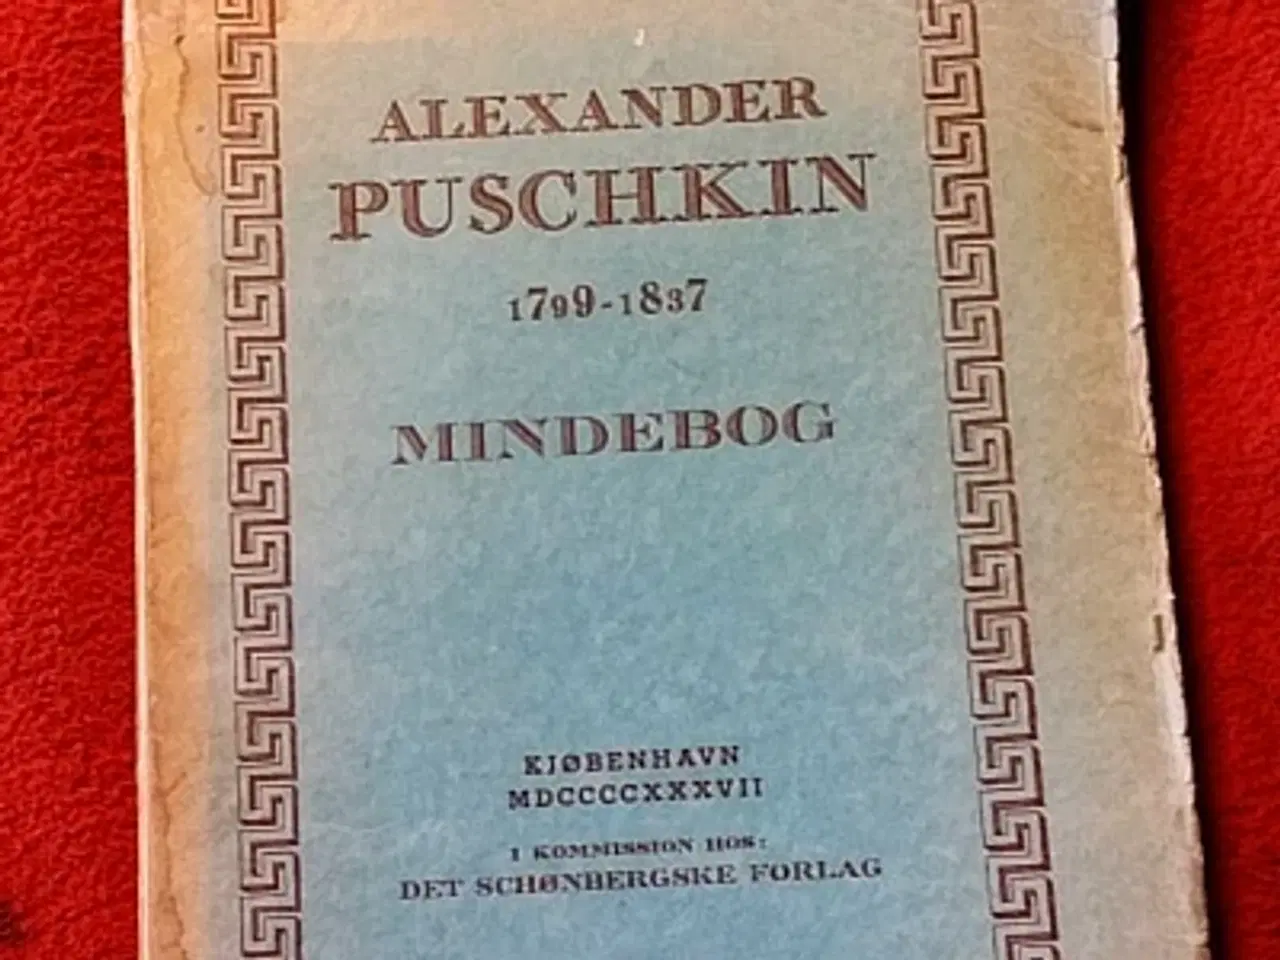 ALEXANDER
PUSCHKIN
1799-1837
MINDEBOG
KJØBENHAVN
MDCCCCXXXVII
I KOMMISSION HOS:
DET SCHØNBERGSKE FORLAG